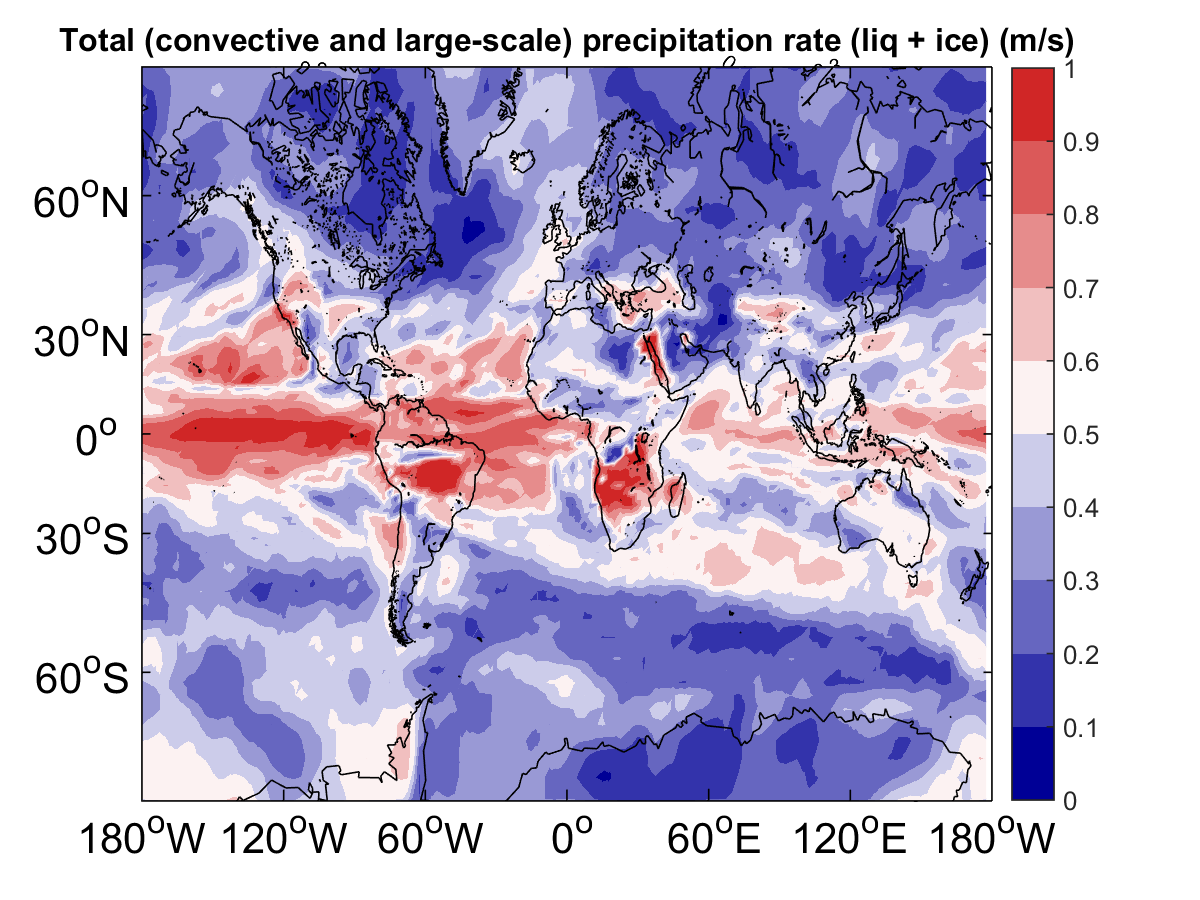 Total (convective and large-scale) precipitation rate (liq + ice) (m/s)
1
0.9
0.8
0.7
0.6
0.5
0.4
0.3
0.2
0.1
0
60°N
30°N
0°
30°S
60°S
180°W 120°W 60°W 0° 60°E 120°E 180°W